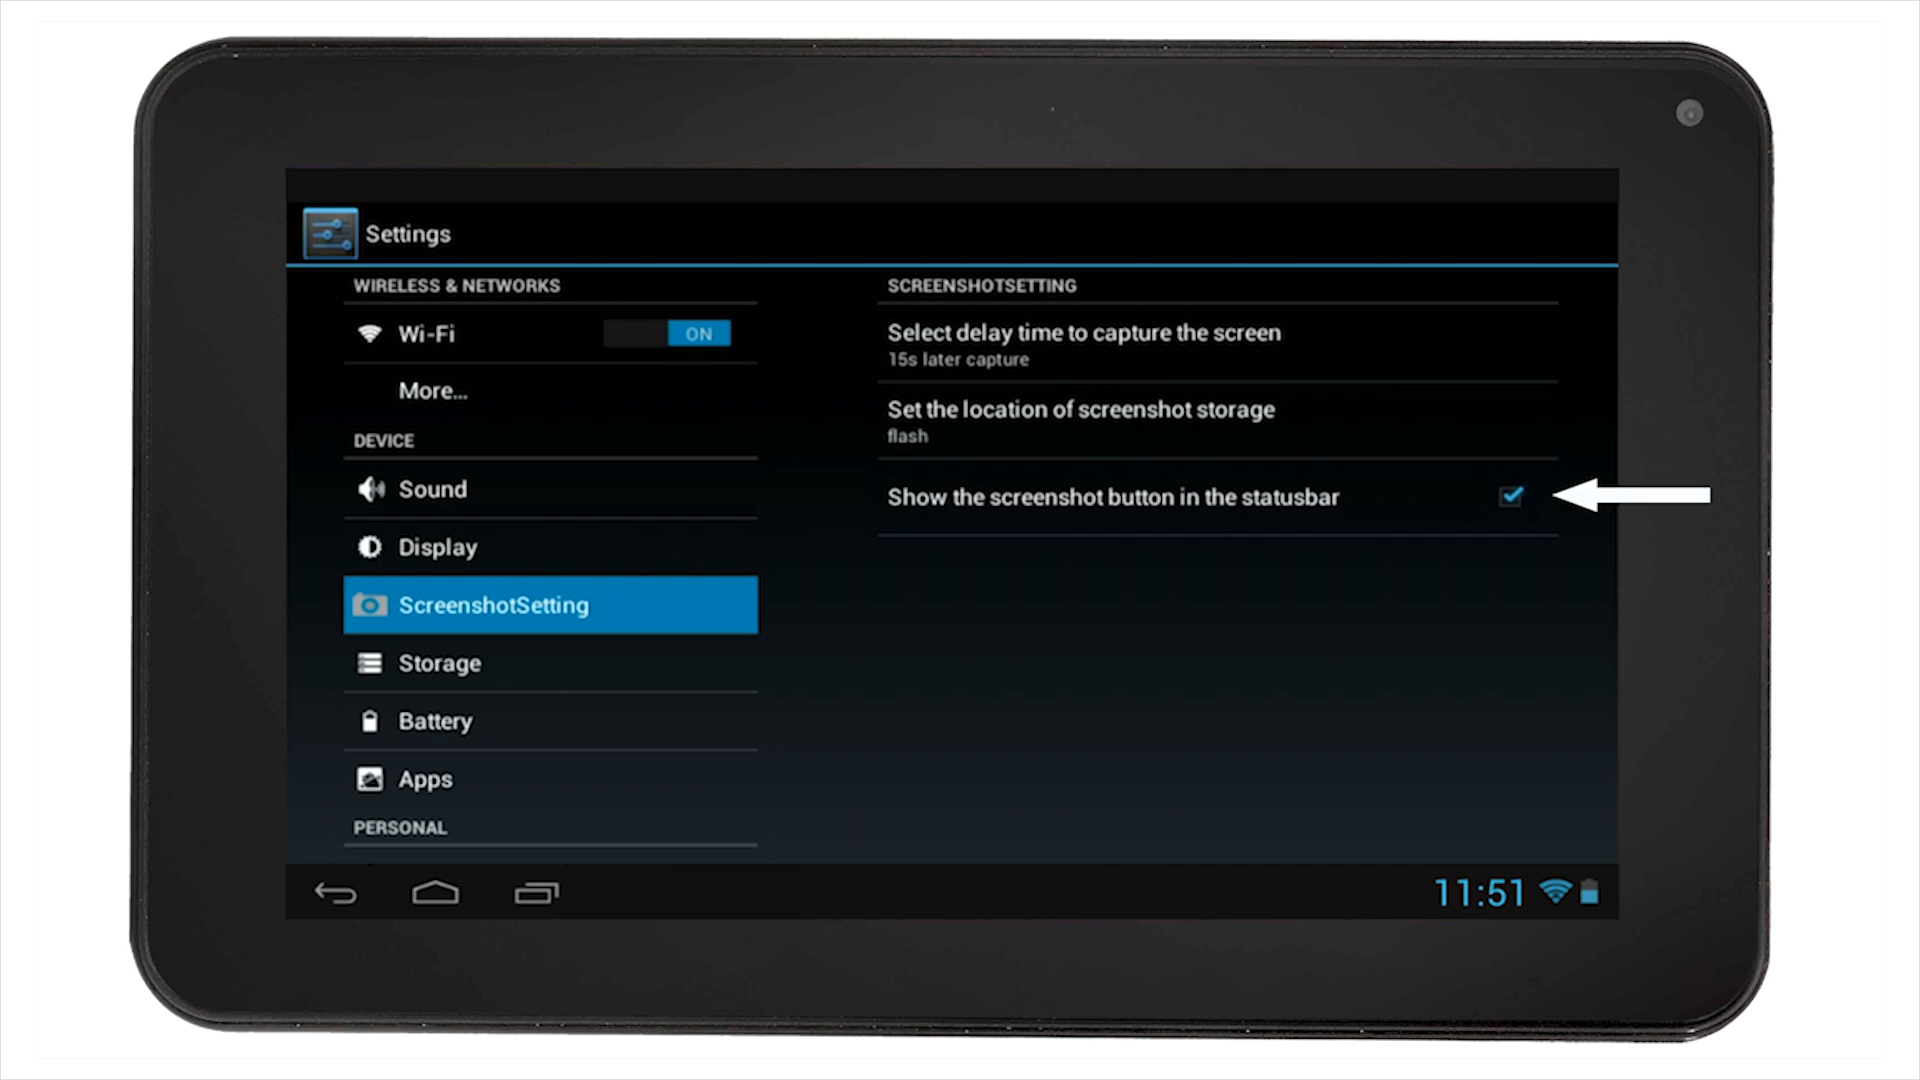 Settings
WIRELESS & NETWORKS
Wi-Fi
ON
More...
DEVICE
Sound
Display
ScreenshotSetting
Storage
Battery
Apps
PERSONAL
SCREENSHOTSETTING
Select delay time to capture the screen
15s later capture
Set the location of screenshot storage
flash
Show the screenshot button in the statusbar
11:51